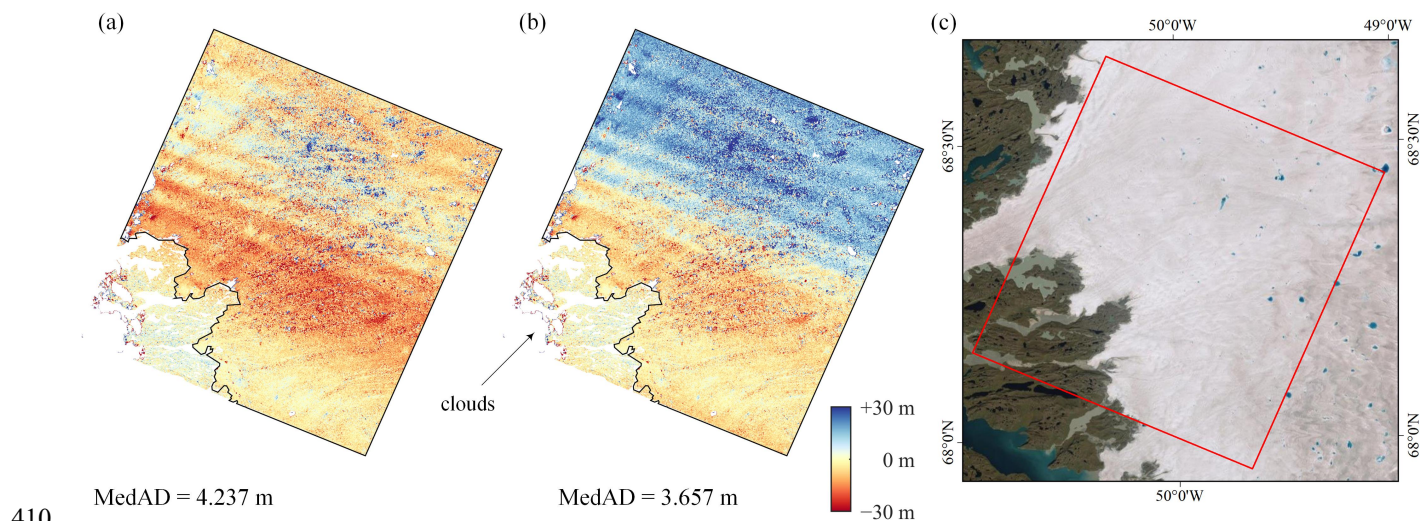 (a)
(b)
(c)
50°0'W
49°0'W
68°30'N
68°30'N
clouds
+30 m
0 m
−30 m
68°0'N
68°0'N
MedAD = 4.237 m
MedAD = 3.657 m
50°0'W
410